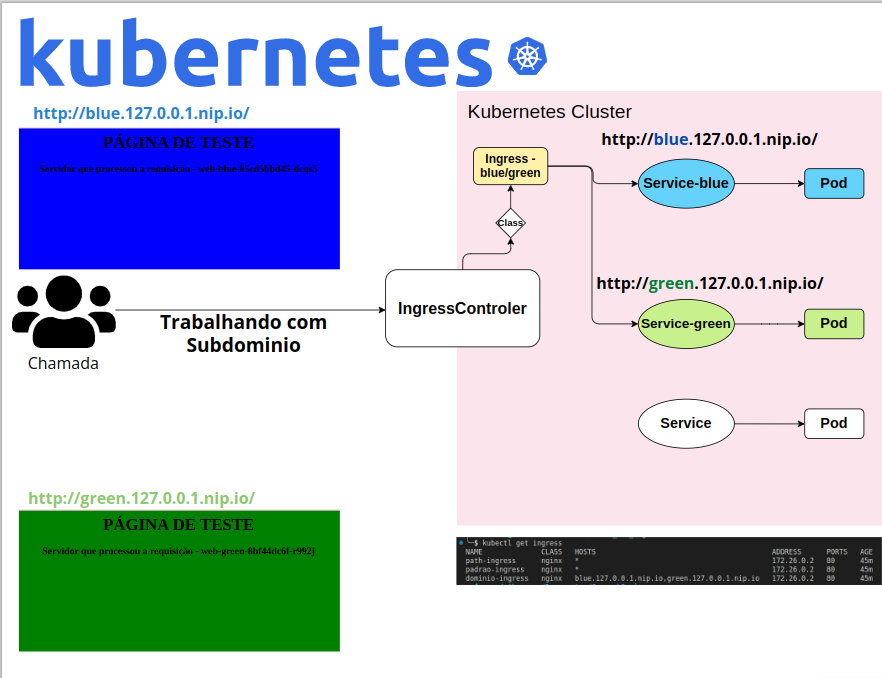 kubernetes
http://blue.127.0.0.1.nip.io/
PÁGINA DE TESTE
Servidor que processou a requisição -
Kubernetes Cluster
http://blue.127.0.0.1.nip.io/
Ingress -
blue/green
Service-blue
Pod
Class
IngressControler
http://green.127.0.0.1.nip.io/
Service-green
Pod
Service
Pod
Trabalhando com
Subdominio
Chamada
http://green.127.0.0.1.nip.io/
PÁGINA DE TESTE
Servidor que processou a requisição - web-green-8bf44dc6f-r992j
$ kubectl get ingress
NAME CLASS HOSTS ADDRESS PORTS AGE
path-ingress nginx * 172.26.0.2 80 45m
padrao-ingress nginx * 172.26.0.2 80 45m
dominio-ingress nginx blue.127.0.0.1.nip.io,green.127.0.0.1.nip.io 172.26.0.2 80 45m